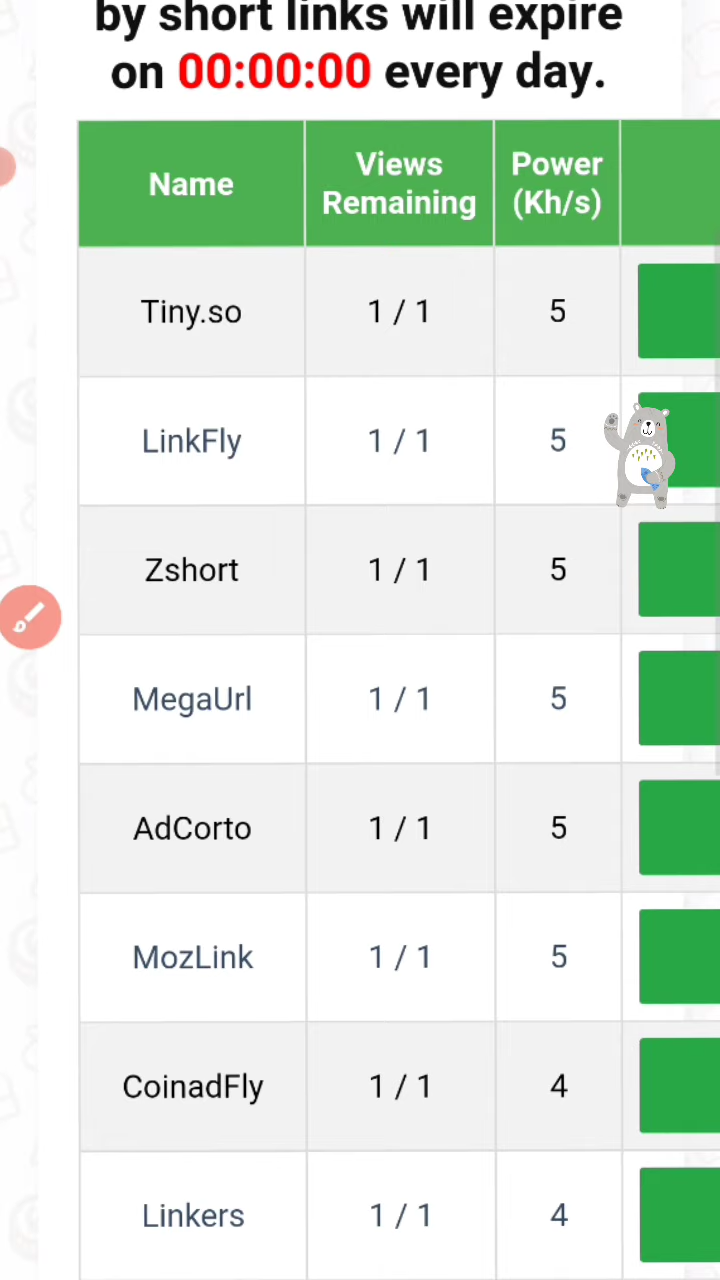 by short links will expire
on 00:00:00 every day.
Name Views Remaining Power (Kh/s)
Tiny.so 1 / 1 5
LinkFly 1 / 1 5
Zshort 1 / 1 5
MegaUrl 1 / 1 5
AdCorto 1 / 1 5
MozLink 1 / 1 5
CoinadFly 1 / 1 4
Linkers 1 / 1 4